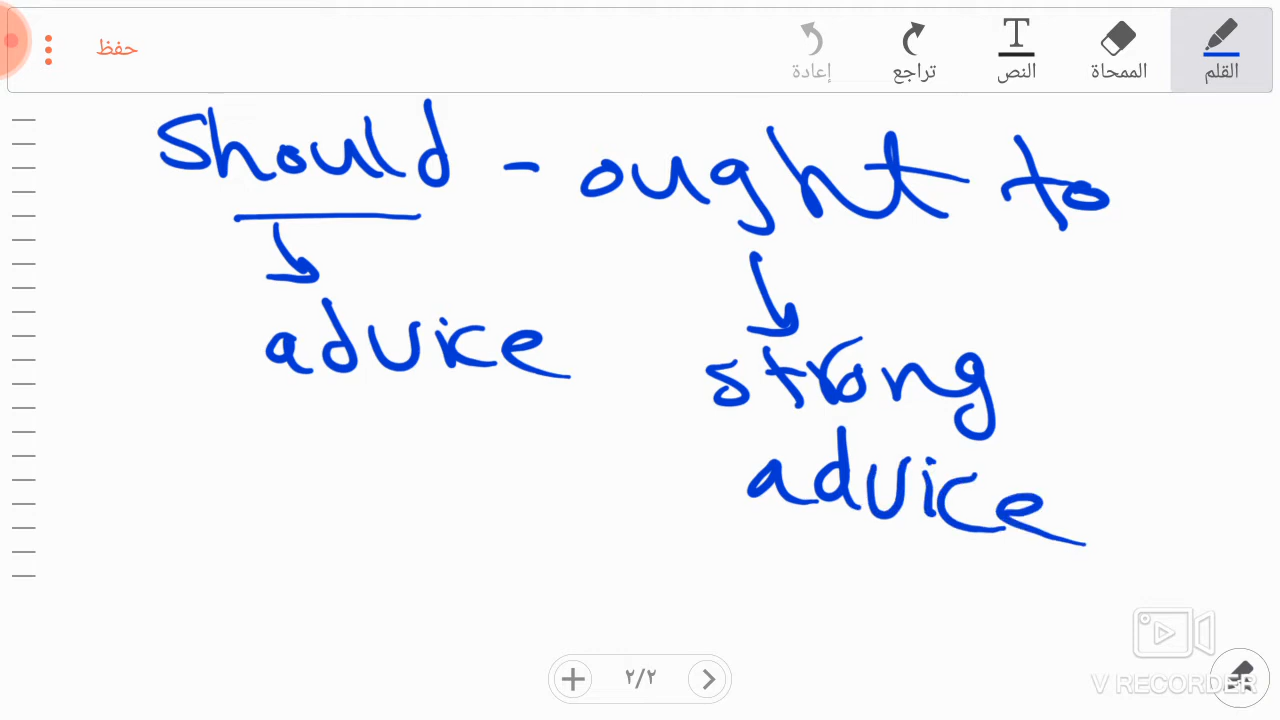 حفظ
إعادة تراجع النص الممحاة القلم
Should - ought to
advice
strong
advice
٢/٢
V RECORDER